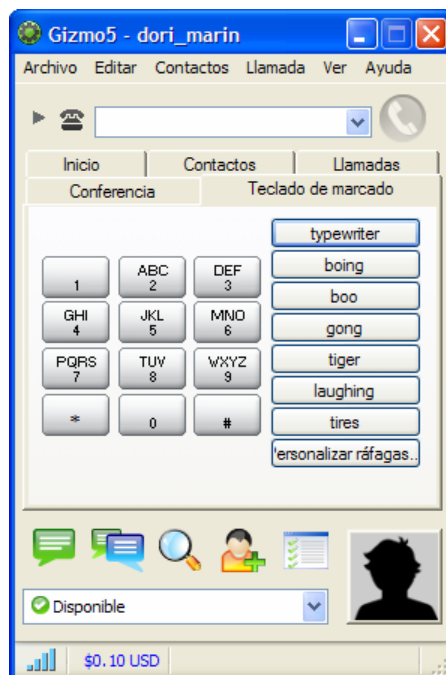 Gizmo5 - dori_marin
Archivo Editar Contactos Llamada Ver Ayuda
Inicio Contactos Llamadas
Conferencia Teclado de marcado
typewriter
boing
boo
gong
tiger
laughing
tires
'ersonalizar ráfagas..
1
ABC 2
DEF 3
GHI 4
JKL 5
MNO 6
PQRS 7
TUV 8
WXYZ 9
*
0
#
Disponible
$0.10 USD